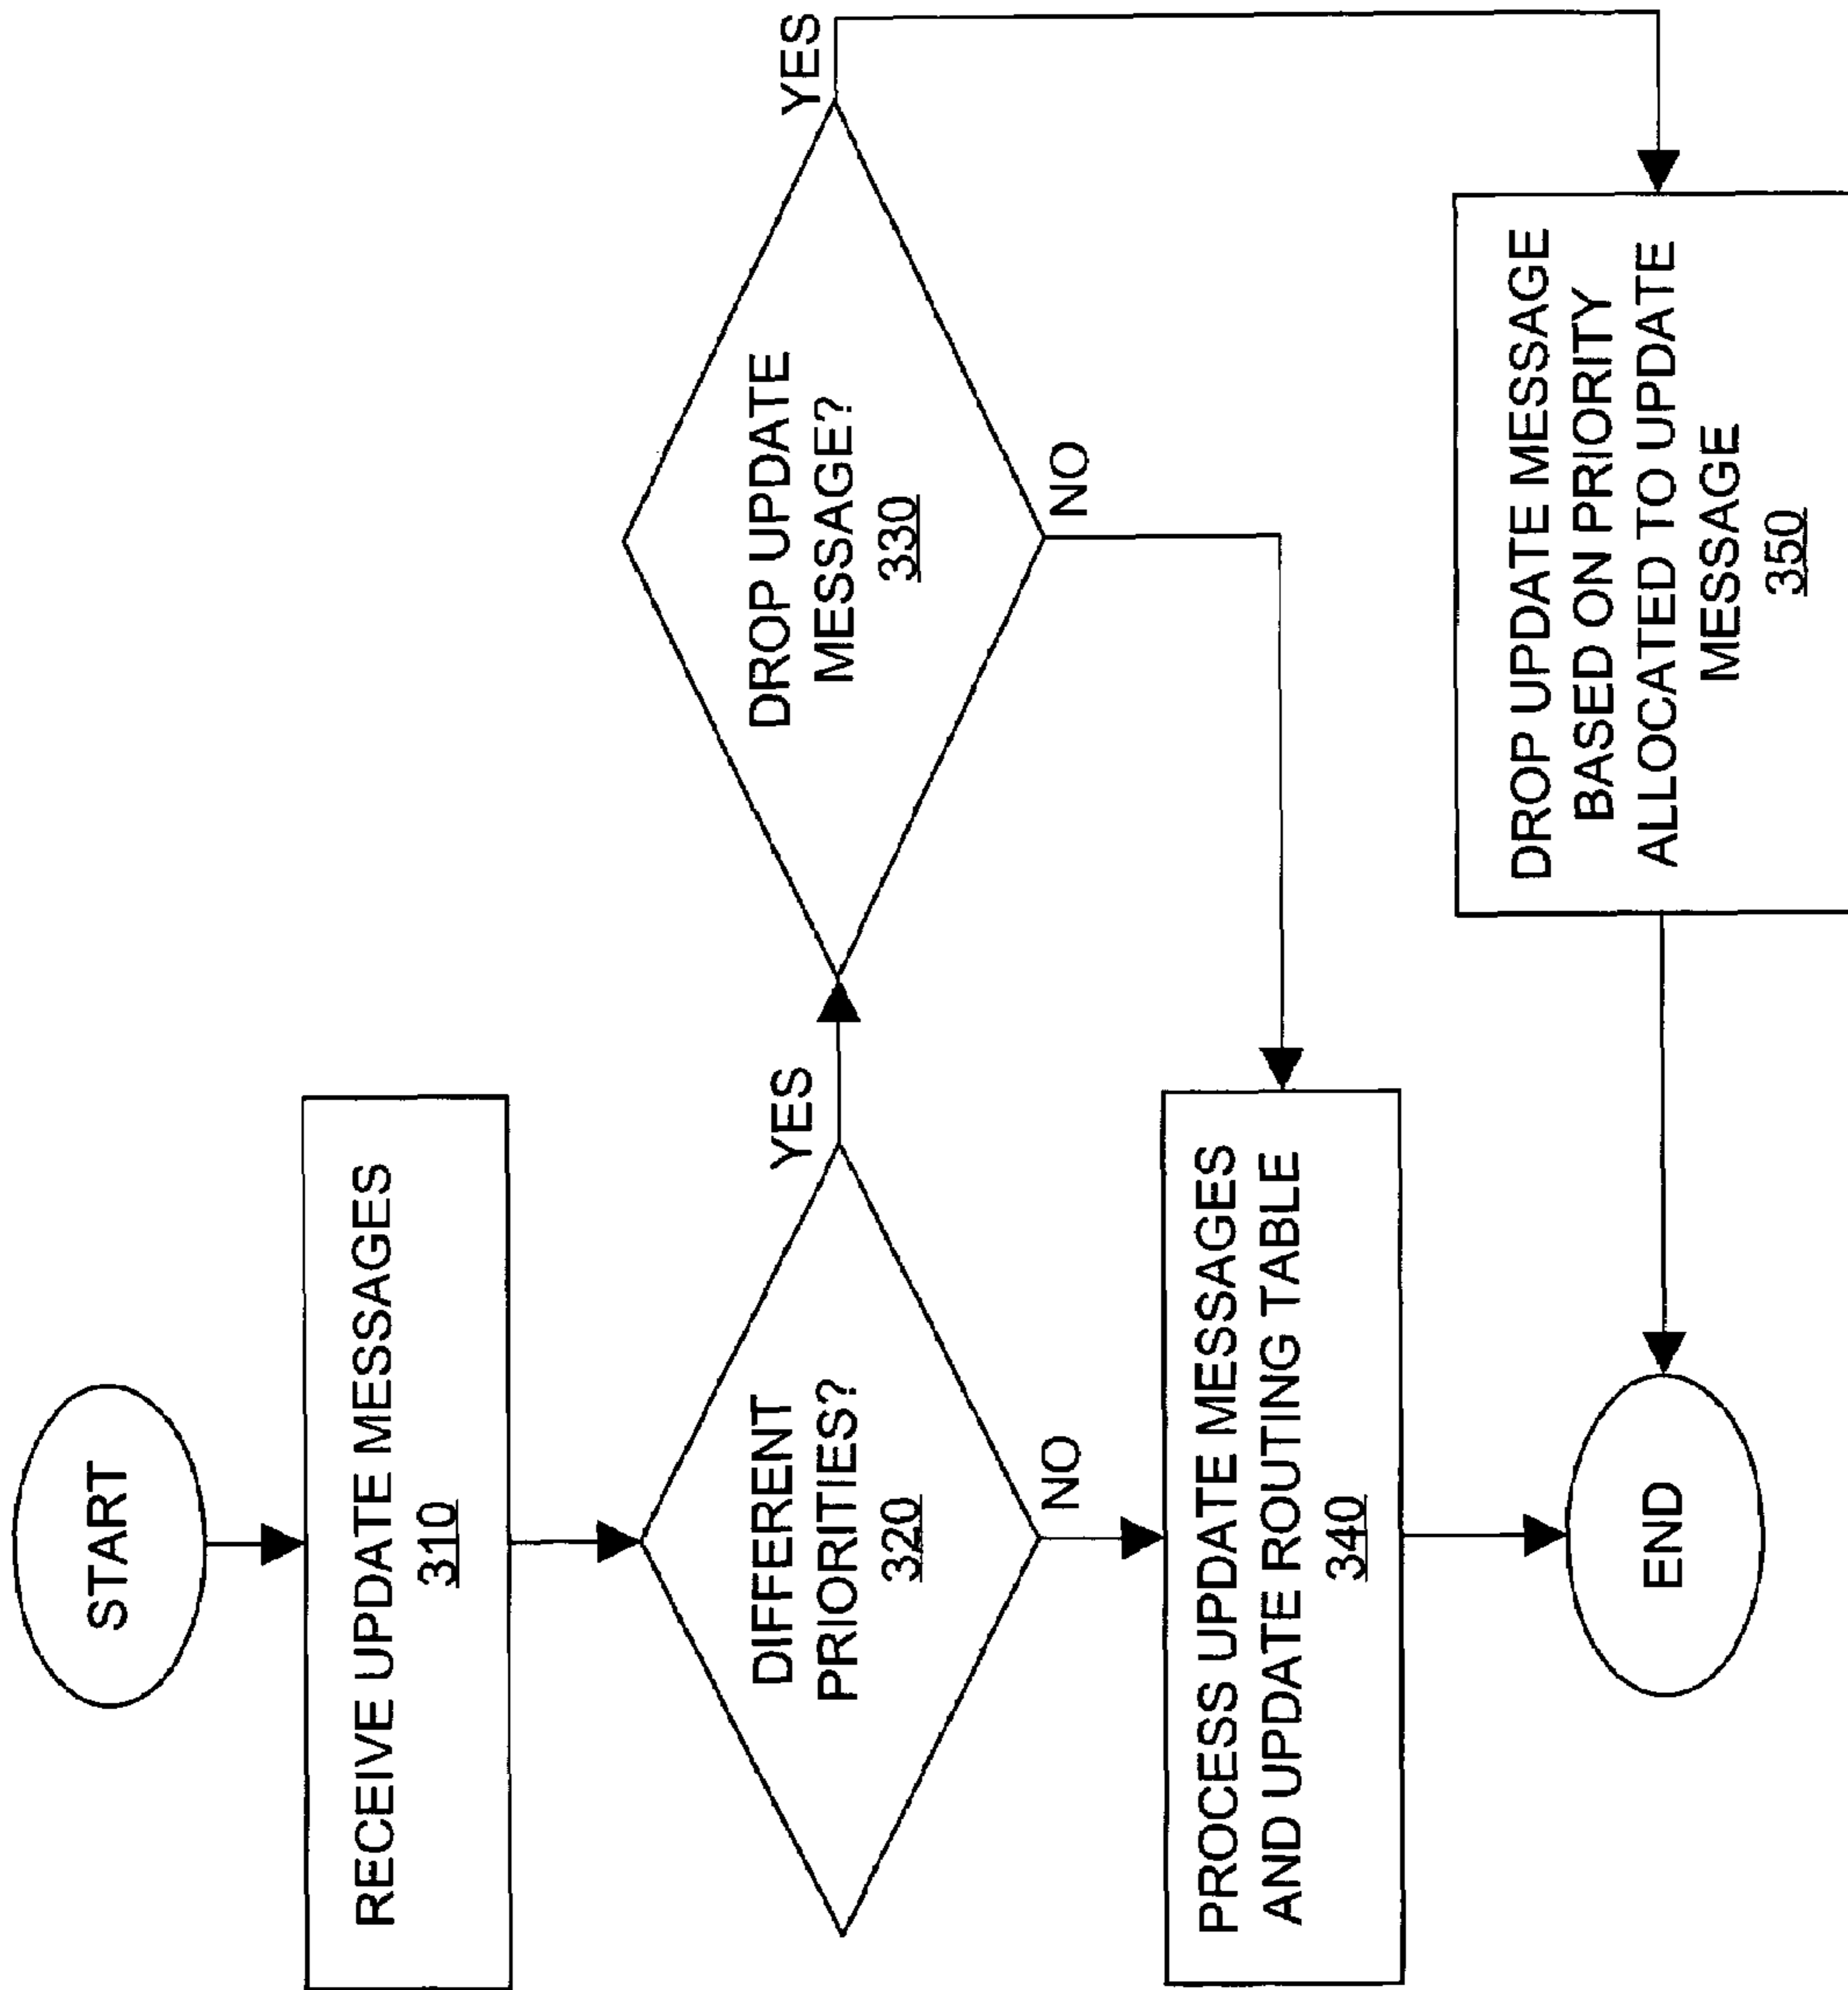 START
RECEIVE UPDATE MESSAGES
310
DIFFERENT
PRIORITIES?
320
YES
NO
DROP UPDATE
MESSAGE?
330
YES
NO
PROCESS UPDATE MESSAGES
AND UPDATE ROUTING TABLE
340
DROP UPDATE MESSAGE
BASED ON PRIORITY
ALLOCATED TO UPDATE
MESSAGE
350
END